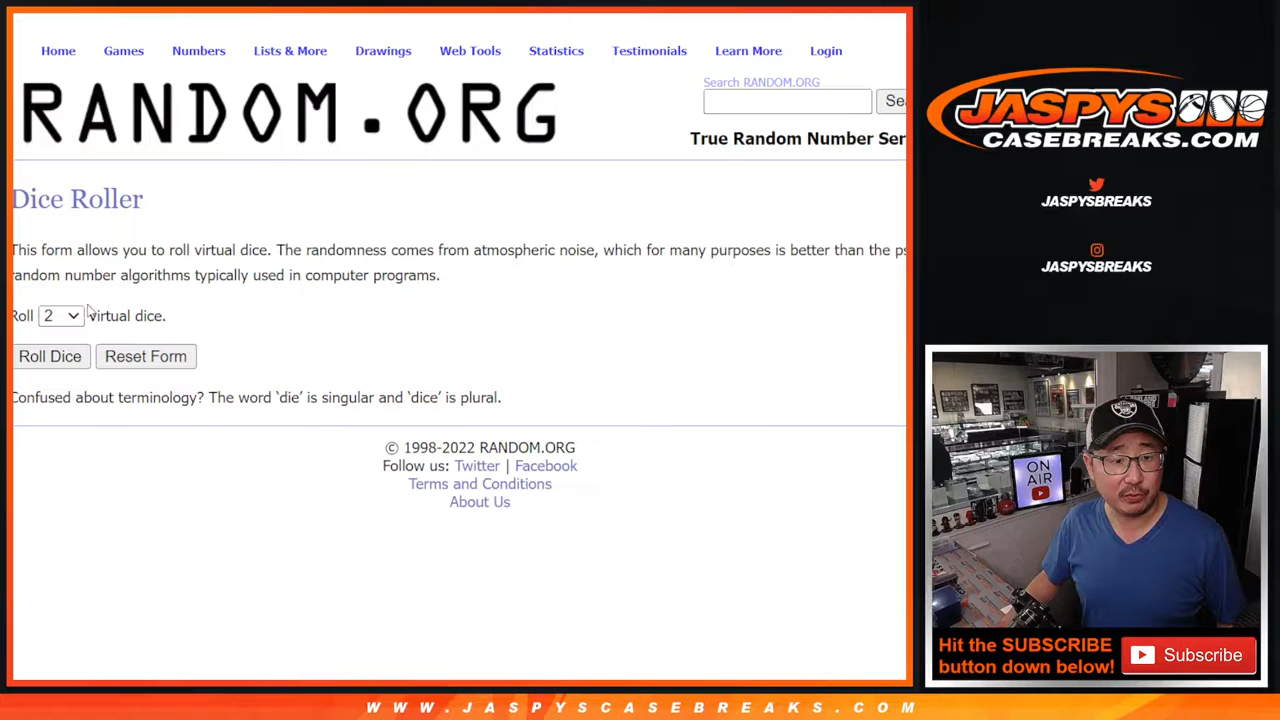 Home Games Numbers Lists & More Drawings Web Tools Statistics Testimonials Learn More Login
Search RANDOM.ORG
RANDOM.ORG
Sea
True Random Number Ser
Dice Roller
This form allows you to roll virtual dice. The randomness comes from atmospheric noise, which for many purposes is better than the ps
random number algorithms typically used in computer programs.
Roll 2 virtual dice.
Roll Dice Reset Form
Confused about terminology? The word ‘die’ is singular and ‘dice’ is plural.
© 1998-2022 RANDOM.ORG
Follow us: Twitter | Facebook
Terms and Conditions
About Us
JASPYS
CASEBREAKS.COM
JASPYSBREAKS
JASPYSBREAKS
ON
AIR
Hit the SUBSCRIBE
button down below!
Subscribe
WWW.JASPYSCASEBREAKS.COM